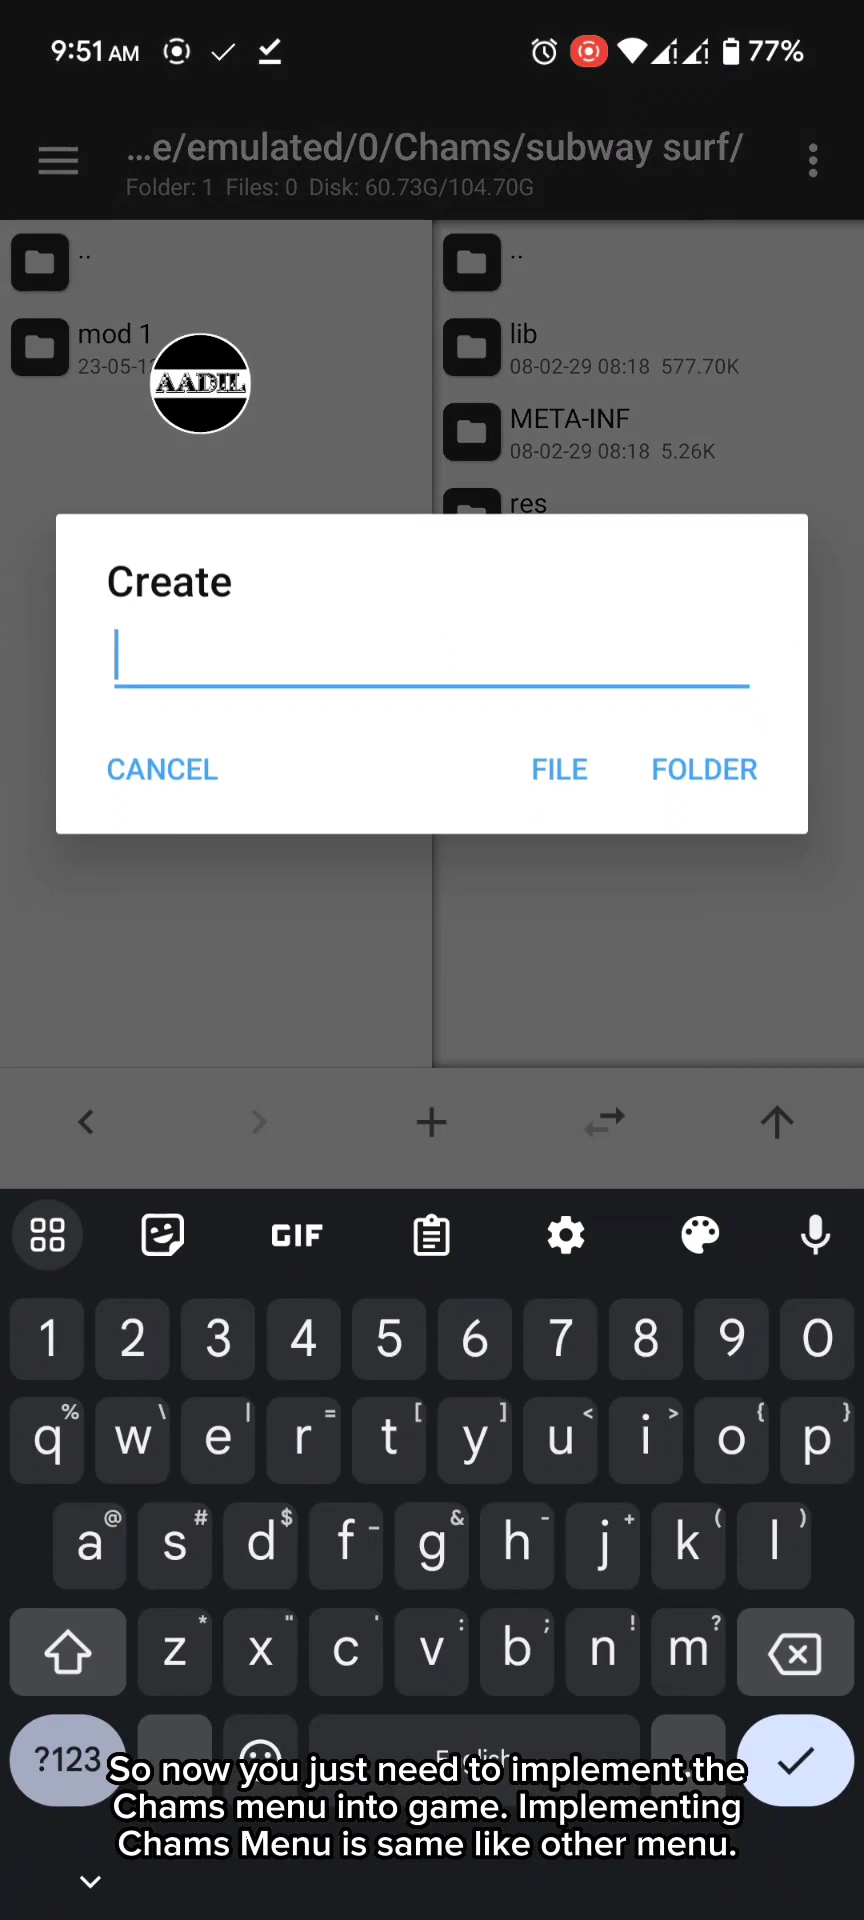 9:51 AM
77%
...e/emulated/0/Chams/subway surf/
Folder: 1 Files: 0 Disk: 60.73G/104.70G
..
mod 1
23-05-1
AADIL
..
lib
08-02-29 08:18 577.70K
META-INF
08-02-29 08:18 5.26K
res
Create
CANCEL
FILE
FOLDER
GIF
1 2 3 4 5 6 7 8 9 0
% \ | = [ ] < > { }
q w e r t y u i o p
@ # $ _ & - + ( )
a s d f g h j k l
* " ' : ; ! ?
z x c v b n m
?123
English
So now you just need to implement the
Chams menu into game. Implementing
Chams Menu is same like other menu.